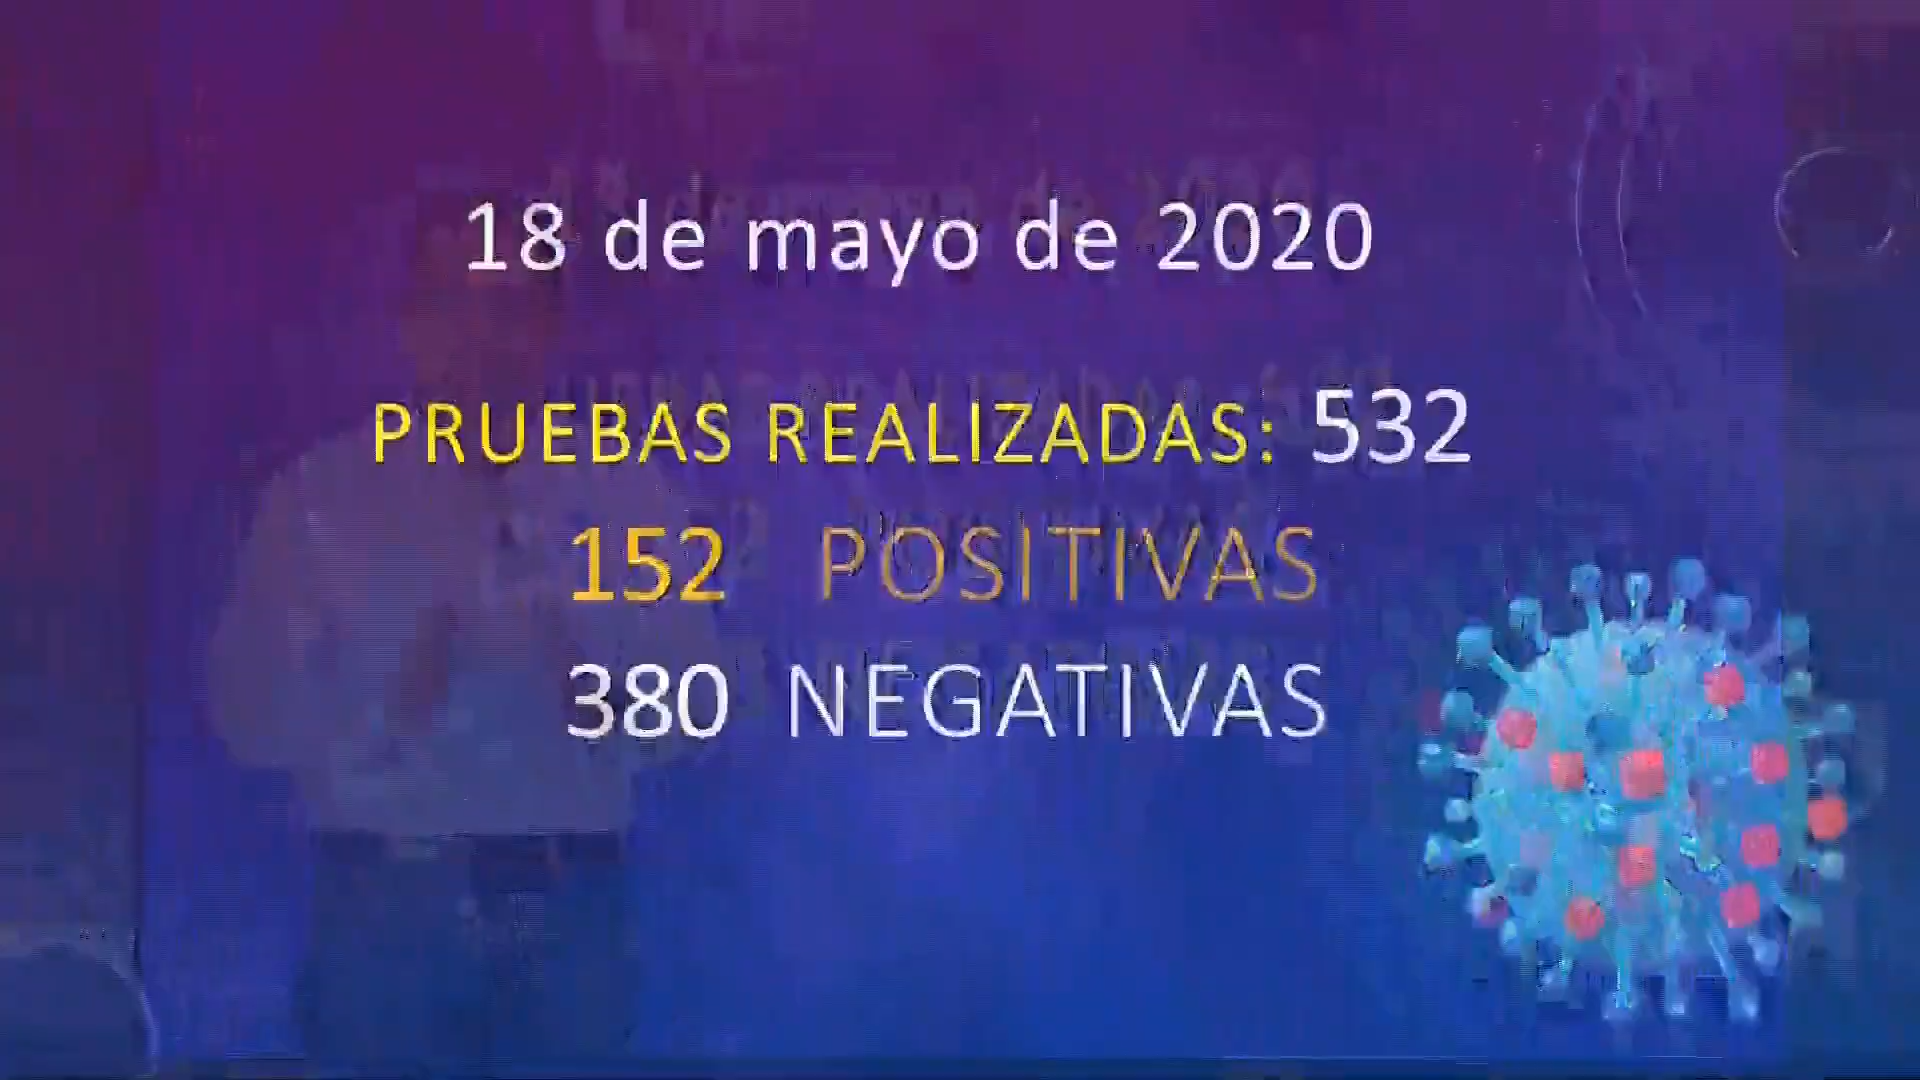 18 de mayo de 2020
PRUEBAS REALIZADAS: 532
152 POSITIVAS
380 NEGATIVAS